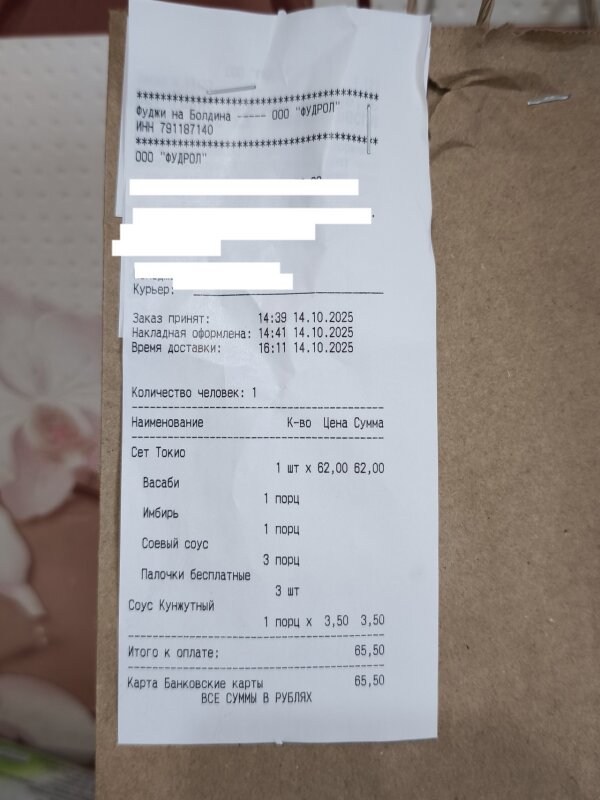 ****************************************
Фуджи на Болдина ----- ООО "ФУДРОЛ"
ИНН 791187140
****************************************
ООО "ФУДРОЛ"
Курьер:
Заказ принят: 14:39 14.10.2025
Накладная оформлена: 14:41 14.10.2025
Время доставки: 16:11 14.10.2025
Количество человек: 1
Наименование К-во Цена Сумма
Сет Токио
1 шт x 62,00 62,00
Васаби
1 порц
Имбирь
1 порц
Соевый соус
3 порц
Палочки бесплатные
3 шт
Соус Кунжутный
1 порц x 3,50 3,50
Итого к оплате: 65,50
Карта Банковские карты 65,50
ВСЕ СУММЫ В РУБЛЯХ